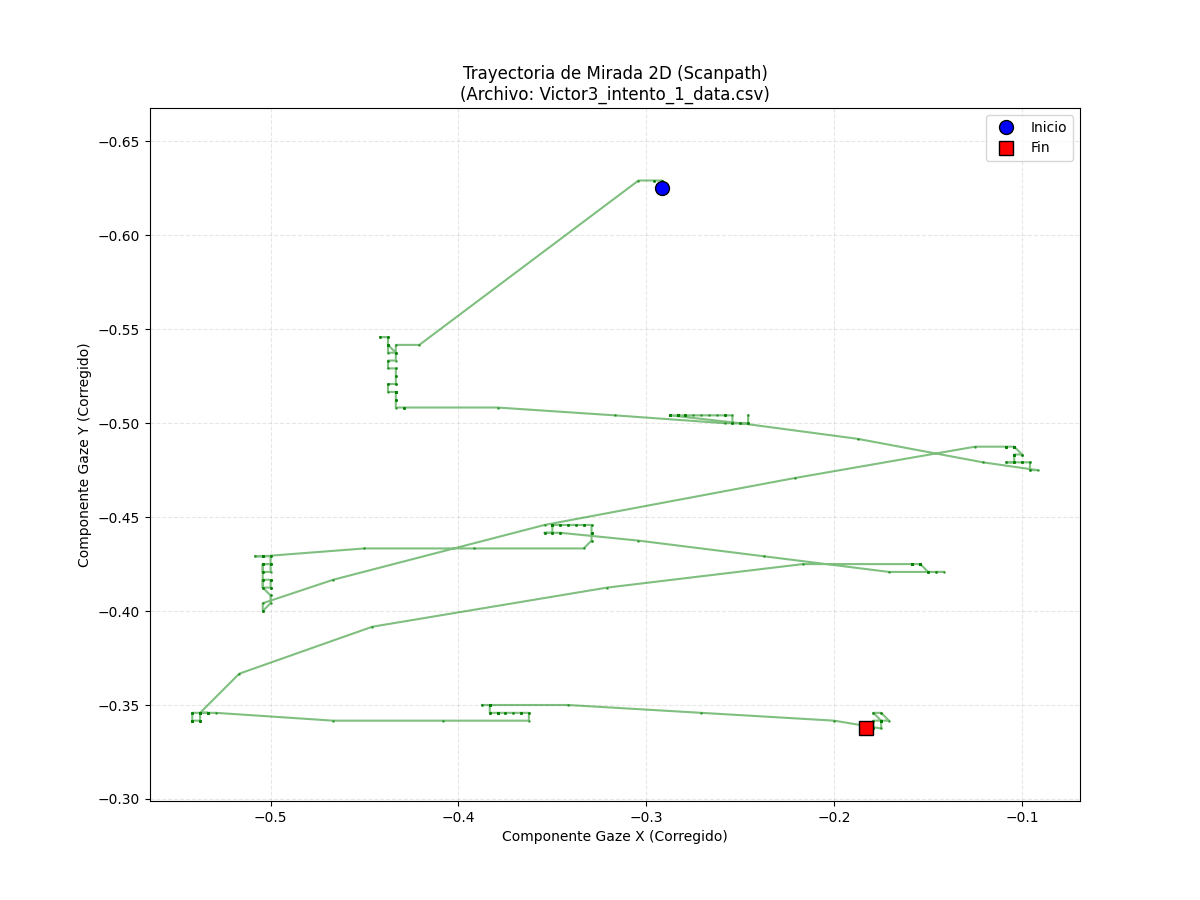 Trayectoria de Mirada 2D (Scanpath)
(Archivo: Victor3_intento_1_data.csv)
Inicio
Fin
Componente Gaze Y (Corregido)
−0.65
−0.60
−0.55
−0.50
−0.45
−0.40
−0.35
−0.30
−0.5
−0.4
−0.3
−0.2
−0.1
Componente Gaze X (Corregido)